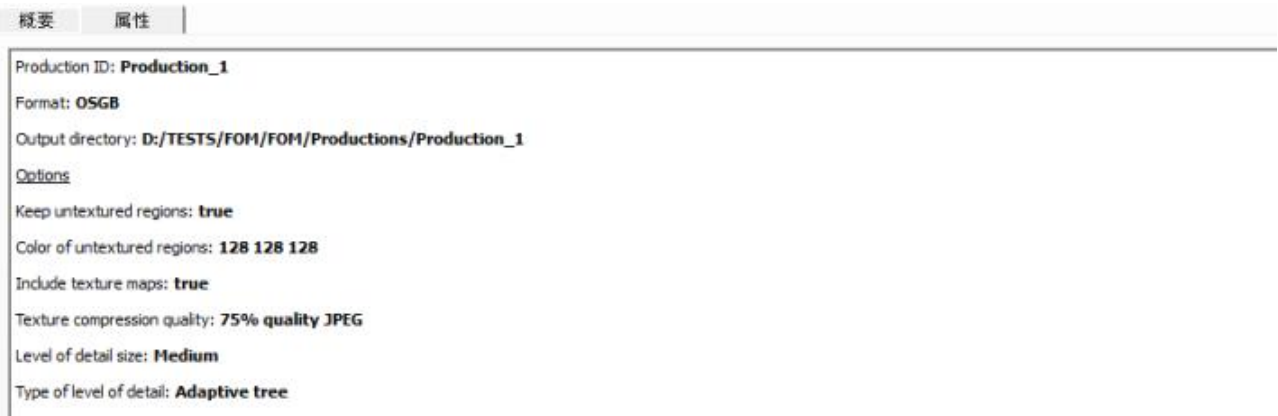 概要 属性
Production ID: Production_1
Format: OSGB
Output directory: D:/TESTS/FOM/FOM/Productions/Production_1
Options
Keep untextured regions: true
Color of untextured regions: 128 128 128
Include texture maps: true
Texture compression quality: 75% quality JPEG
Level of detail size: Medium
Type of level of detail: Adaptive tree